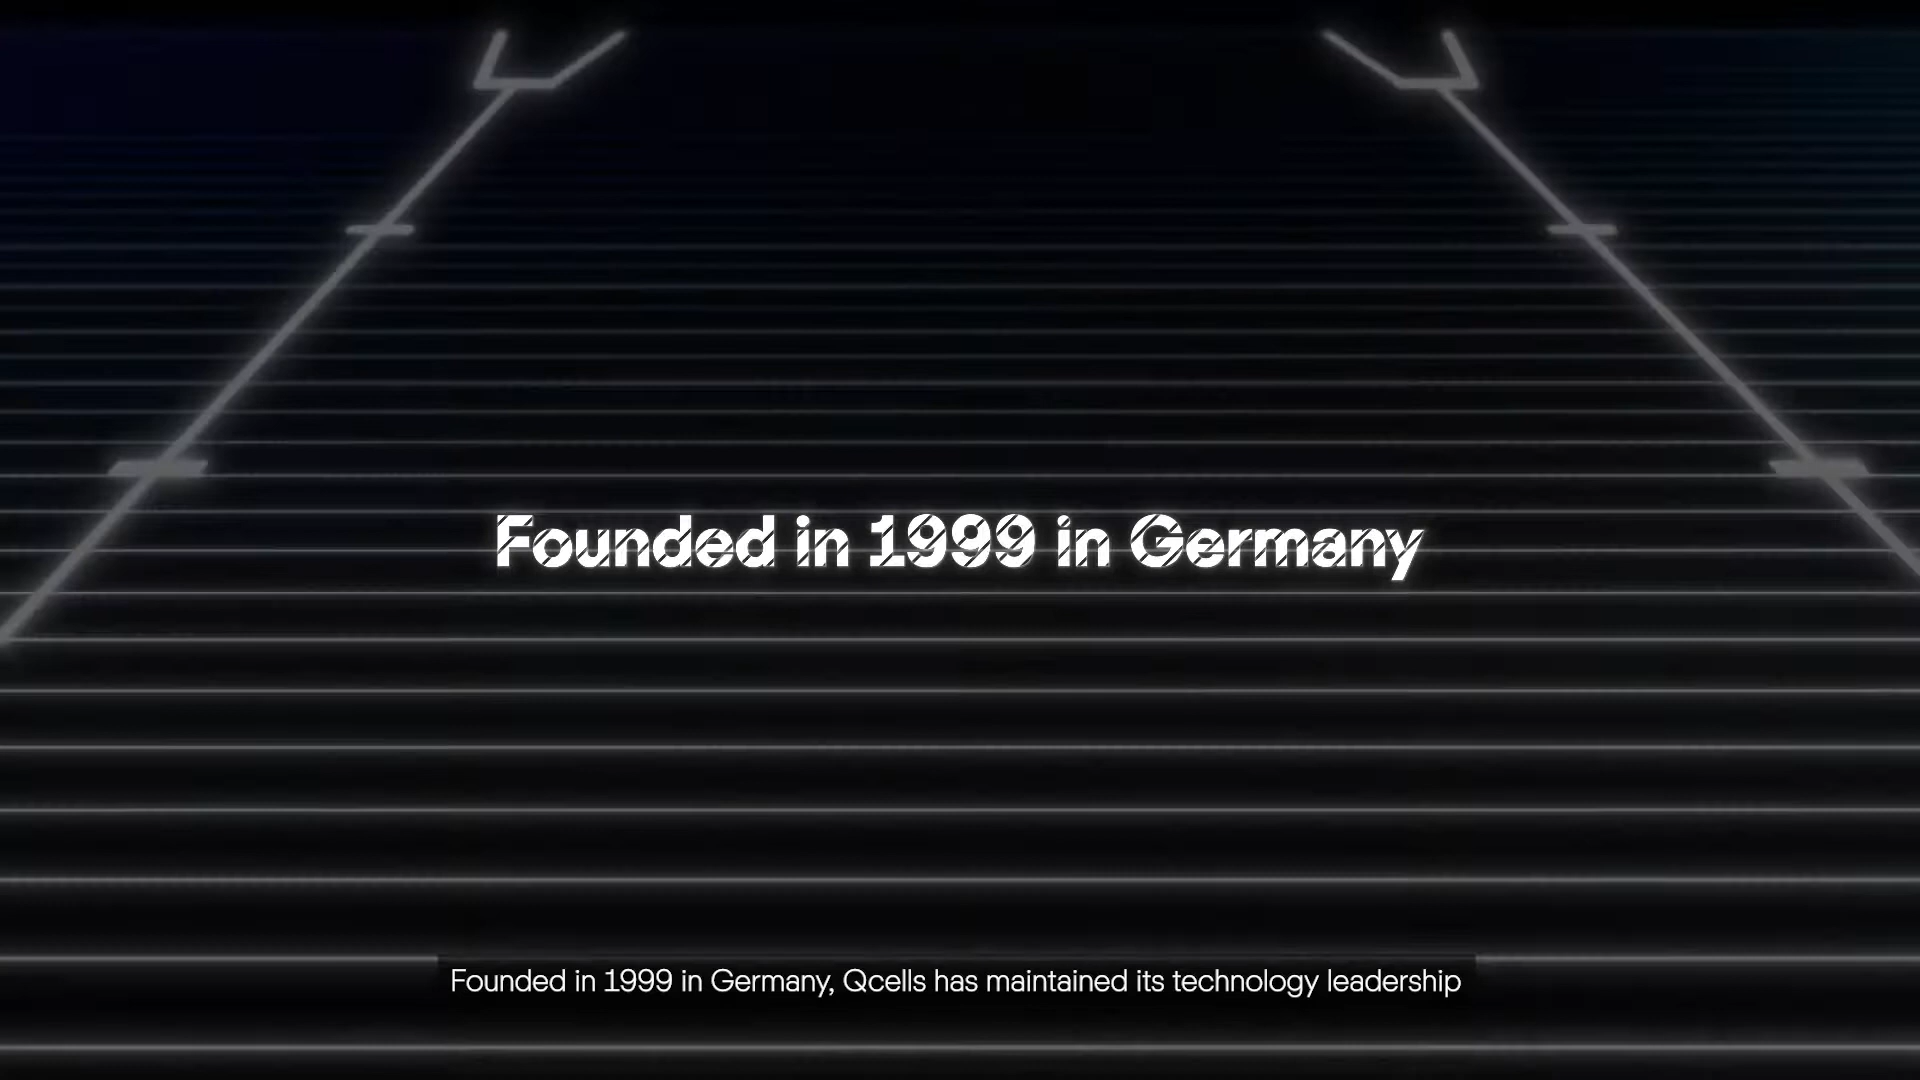 Founded in 1999 in Germany
Founded in 1999 in Germany, Qcells has maintained its technology leadership